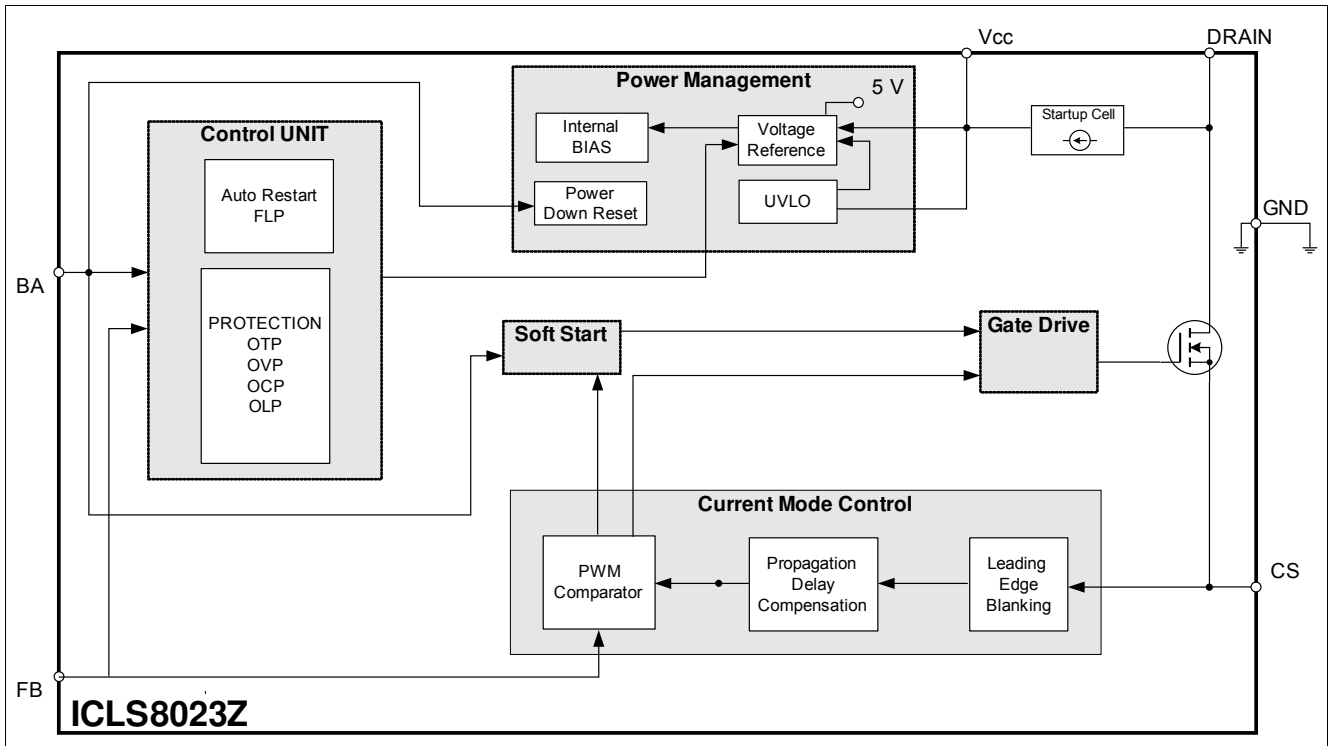 Vcc
DRAIN
Power Management
5 V
Control UNIT
Internal
BIAS
Voltage
Reference
Startup Cell
Auto Restart
FLP
Power
Down Reset
UVLO
GND
BA
PROTECTION
OTP
OVP
OCP
OLP
Soft Start
Gate Drive
Current Mode Control
PWM
Comparator
Propagation
Delay
Compensation
Leading
Edge
Blanking
CS
FB
ICLS8023Z